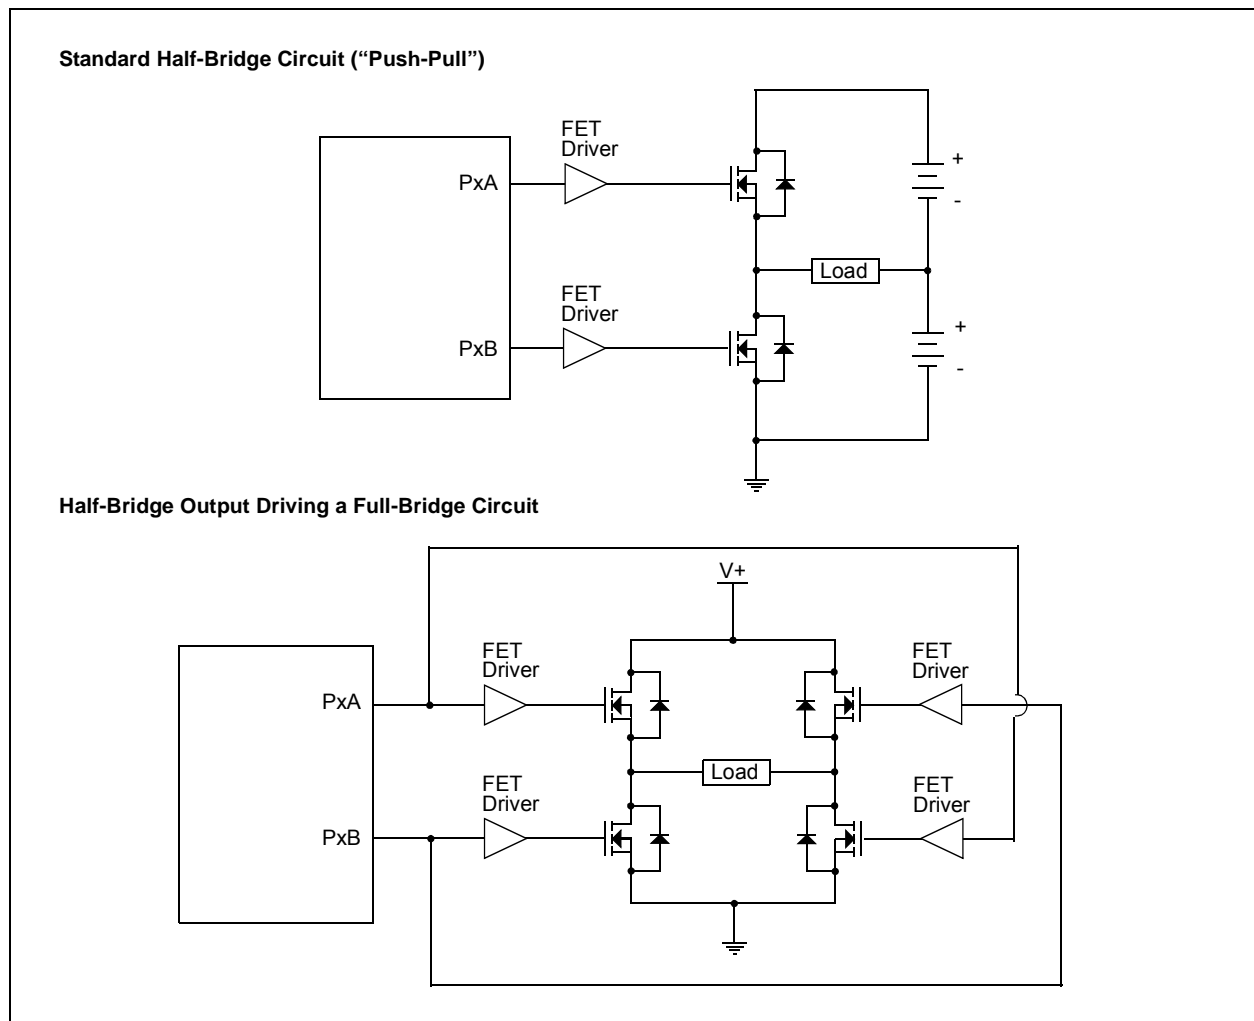 Standard Half-Bridge Circuit (“Push-Pull”)
FET
Driver
PxA
+
-
Load
FET
Driver
PxB
+
-
Half-Bridge Output Driving a Full-Bridge Circuit
V+
FET
Driver
FET
Driver
PxA
Load
FET
Driver
FET
Driver
PxB